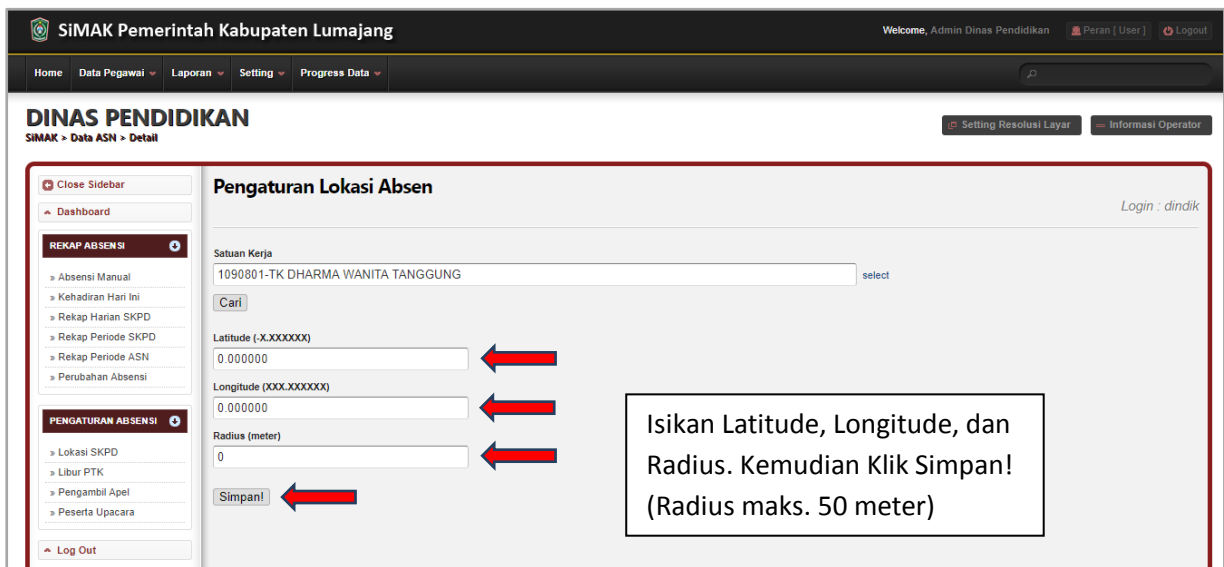 SiMAK Pemerintah Kabupaten Lumajang
Welcome, Admin Dinas Pendidikan
Peran [ User ]
Logout
Home
Data Pegawai
Laporan
Setting
Progress Data
DINAS PENDIDIKAN
SiMAK > Data ASN > Detail
Setting Resolusi Layar
Informasi Operator
Close Sidebar
Dashboard
REKAP ABSENSI
» Absensi Manual
» Kehadiran Hari Ini
» Rekap Harian SKPD
» Rekap Periode SKPD
» Rekap Periode ASN
» Perubahan Absensi
PENGATURAN ABSENSI
» Lokasi SKPD
» Libur PTK
» Pengambil Apel
» Peserta Upacara
Log Out
Pengaturan Lokasi Absen
Login : dindik
Satuan Kerja
1090801-TK DHARMA WANITA TANGGUNG
select
Cari
Latitude (-X.XXXXXX)
0.000000
Longitude (XXX.XXXXXX)
0.000000
Radius (meter)
0
Simpan!
Isikan Latitude, Longitude, dan
Radius. Kemudian Klik Simpan!
(Radius maks. 50 meter)